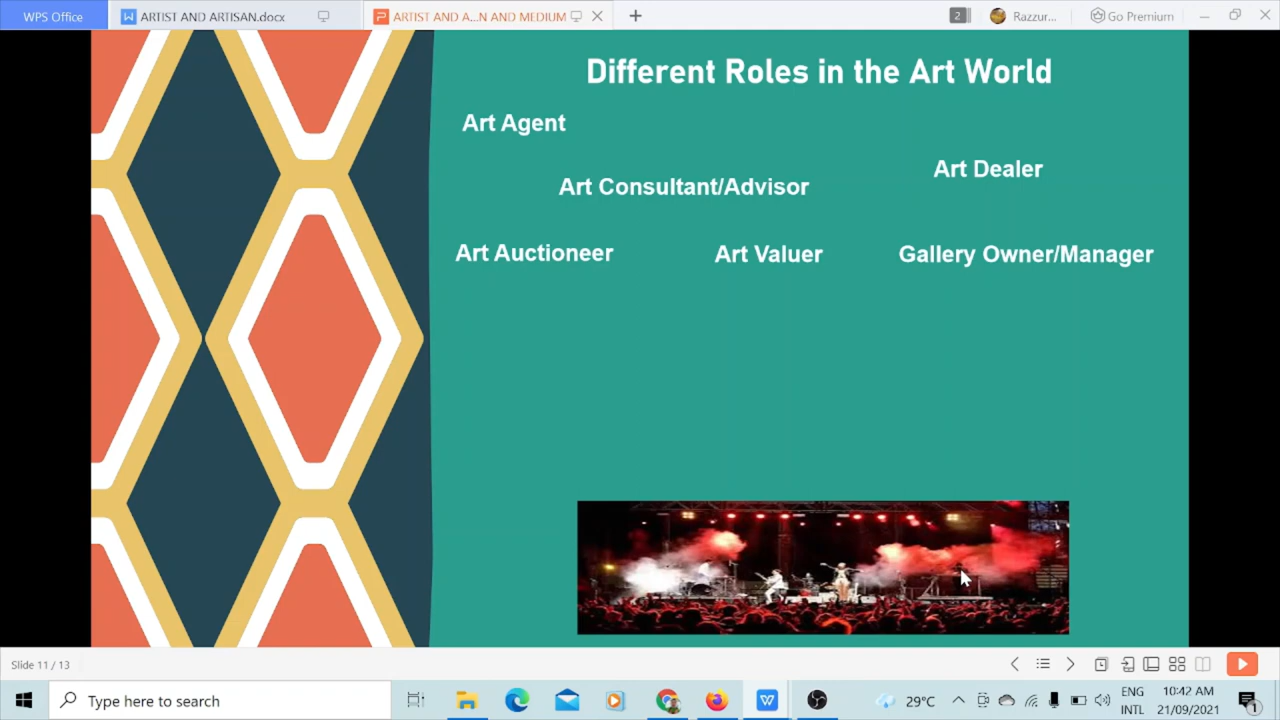 WPS Office
ARTIST AND ARTISAN.docx
ARTIST AND A...N AND MEDIUM
2
Razzur...
Go Premium
Different Roles in the Art World
Art Agent
Art Dealer
Art Consultant/Advisor
Art Auctioneer
Art Valuer
Gallery Owner/Manager
Slide 11 / 13
Type here to search
29°C
ENG
INTL
10:42 AM
21/09/2021
1